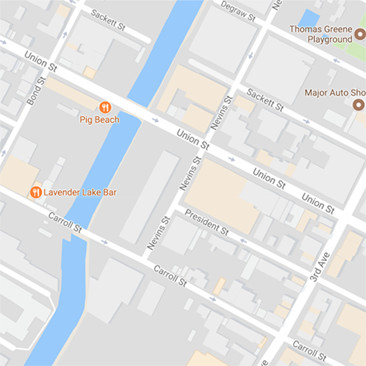 Sackett St
Degraw St
Thomas Greene
Playground
Union St
Bond St
Pig Beach
Nevins St
Sackett St
Major Auto Sho
Union St
Nevins St
Union St
Union St
Lavender Lake Bar
Carroll St
Nevins St
President St
3rd Ave
Carroll St
Carroll St